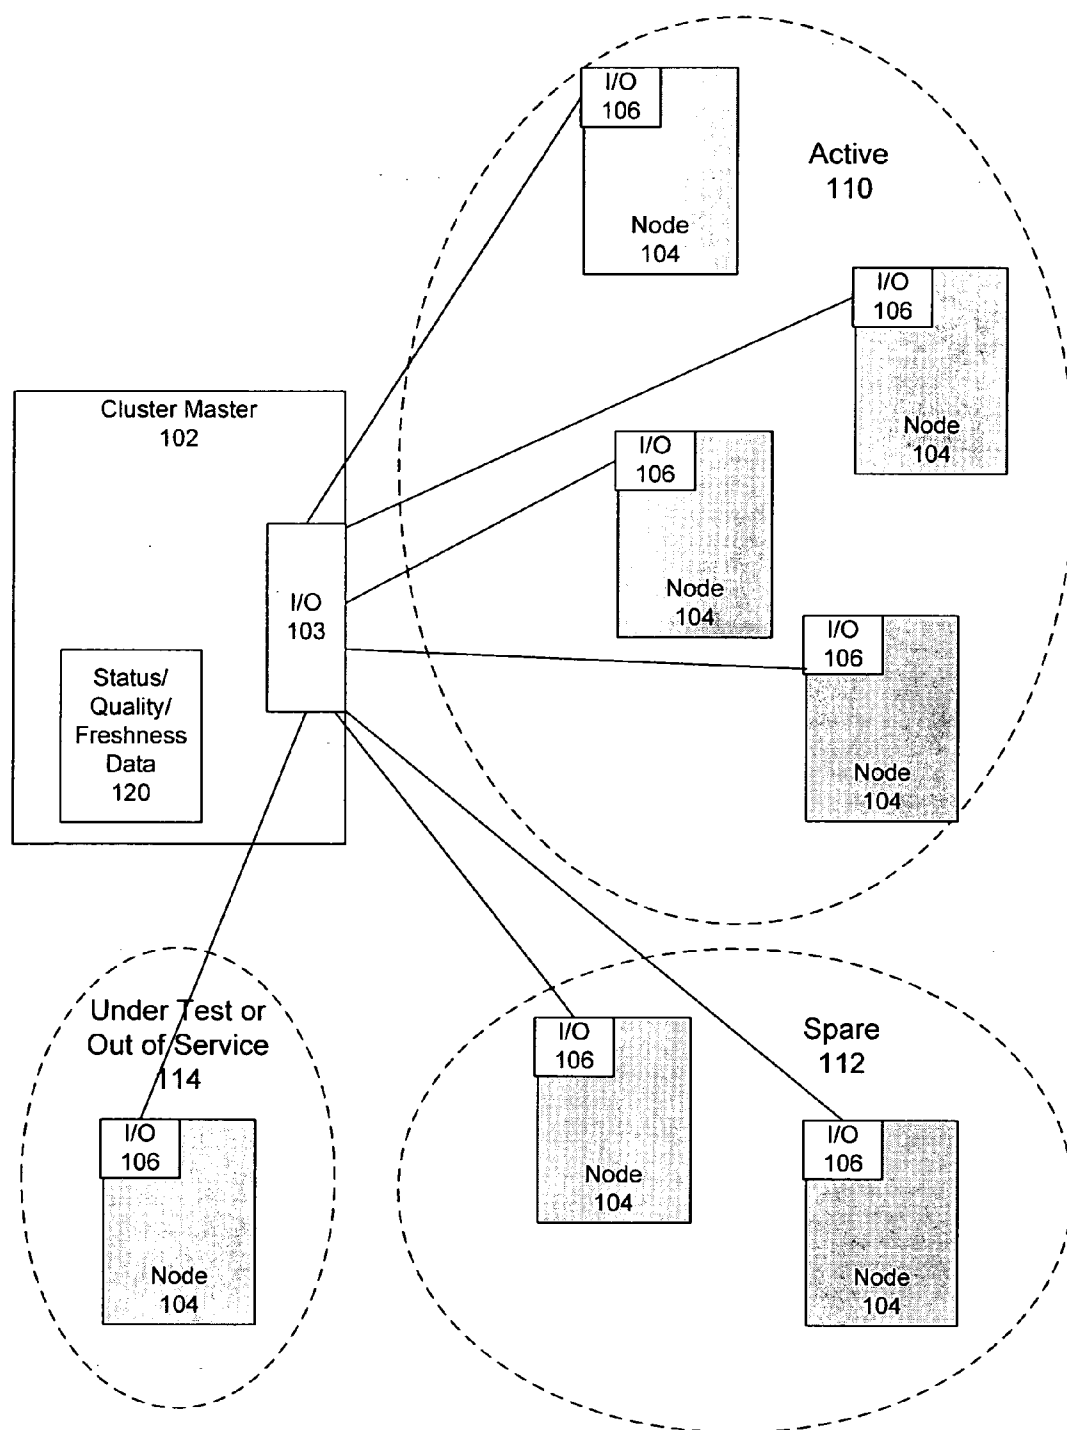 I/O
106
Node
104
Active
110
I/O
106
Node
104
Cluster Master
102
I/O
106
Node
104
I/O
103
I/O
106
Node
104
Status/
Quality/
Freshness
Data
120
Under Test or
Out of Service
114
I/O
106
Node
104
I/O
106
Node
104
Spare
112
I/O
106
Node
104